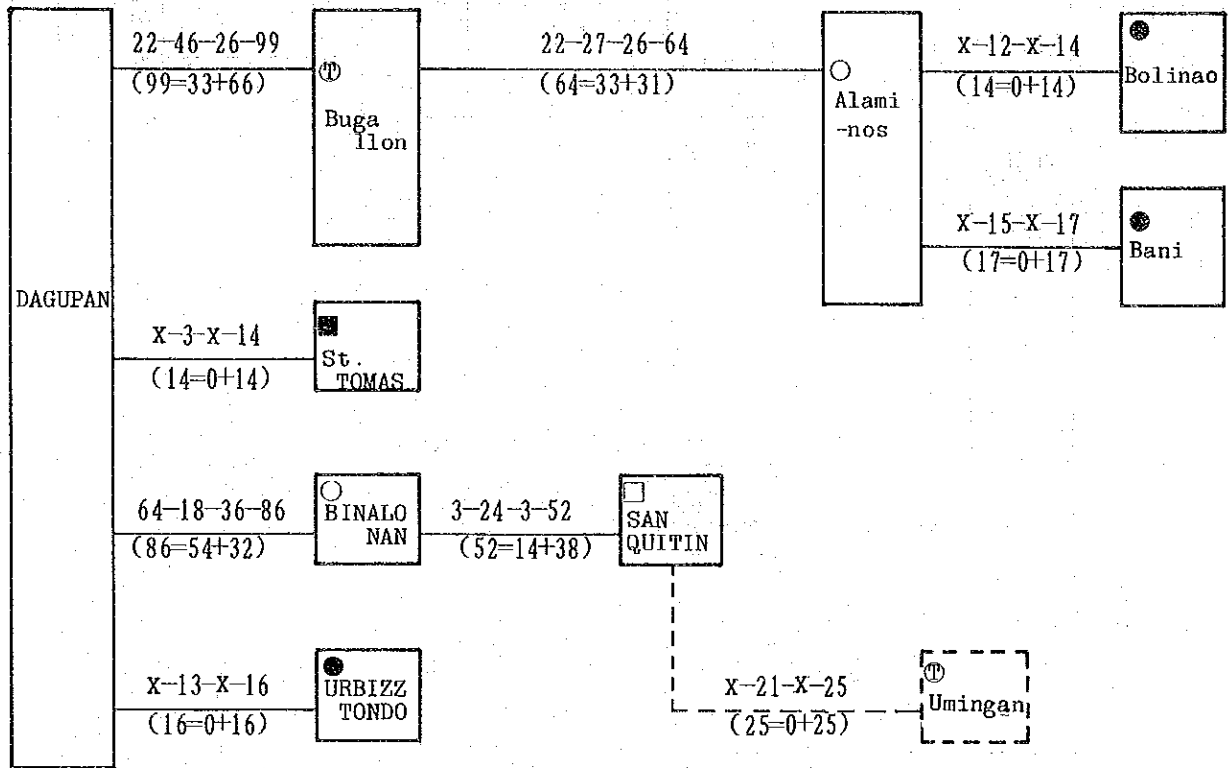 22-46-26-99
(99=33+66)
Ⓣ
Buga
llon
22-27-26-64
(64=33+31)
Alami
-nos
X-12-X-14
(14=0+14)
Bolinao
X-15-X-17
(17=0+17)
Bani
DAGUPAN
X-3-X-14
(14=0+14)
St.
TOMAS
64-18-36-86
(86=54+32)
BINALO
NAN
3-24-3-52
(52=14+38)
SAN
QUITIN
X-13-X-16
(16=0+16)
URBIZZ
TONDO
X-21-X-25
(25=0+25)
Ⓣ
Umingan